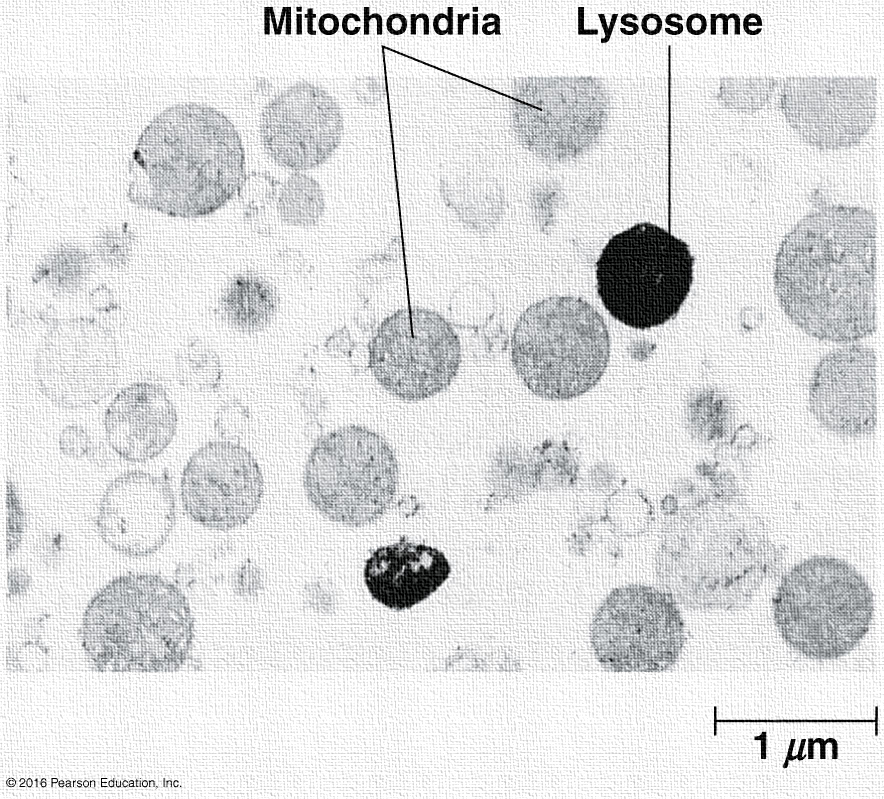 Mitochondria Lysosome
1 μm
© 2016 Pearson Education, Inc.